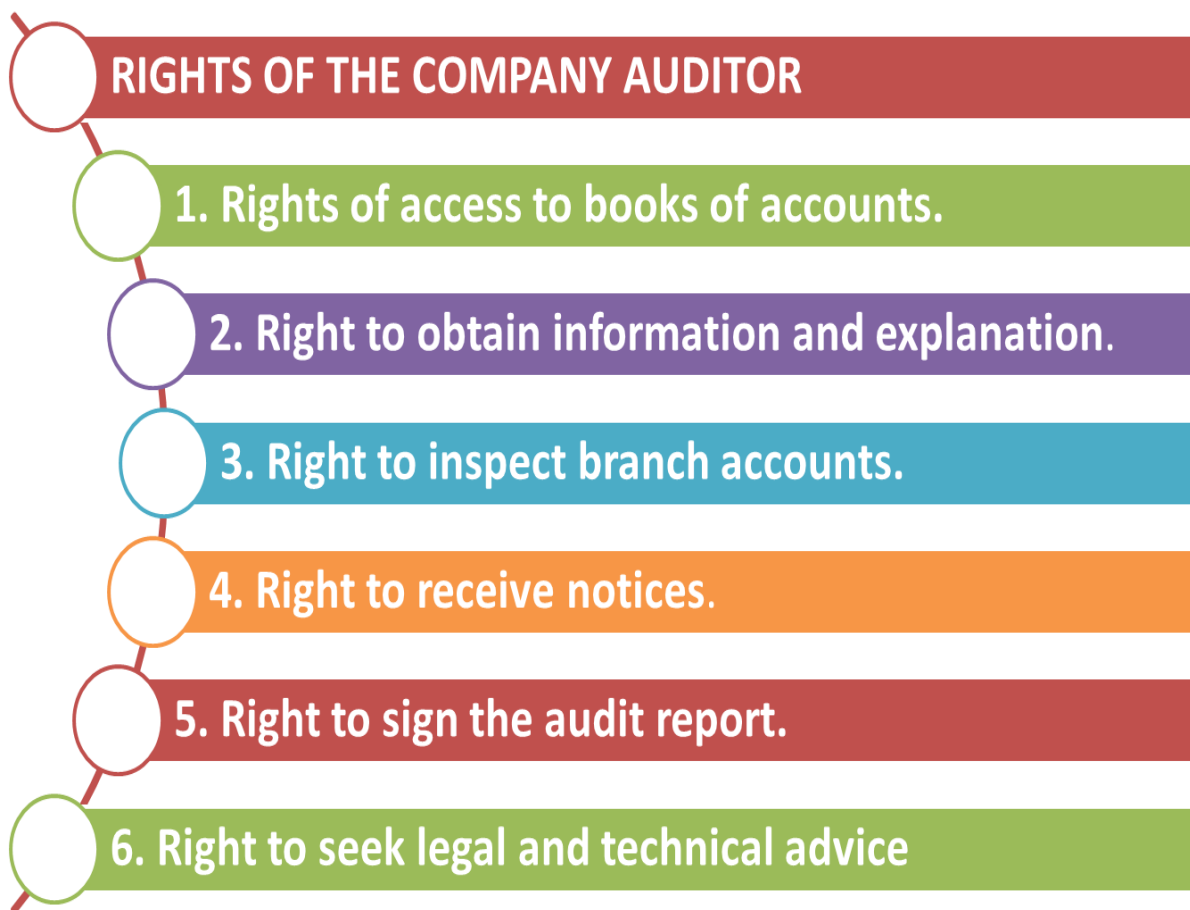 RIGHTS OF THE COMPANY AUDITOR
1. Rights of access to books of accounts.
2. Right to obtain information and explanation.
3. Right to inspect branch accounts.
4. Right to receive notices.
5. Right to sign the audit report.
6. Right to seek legal and technical advice